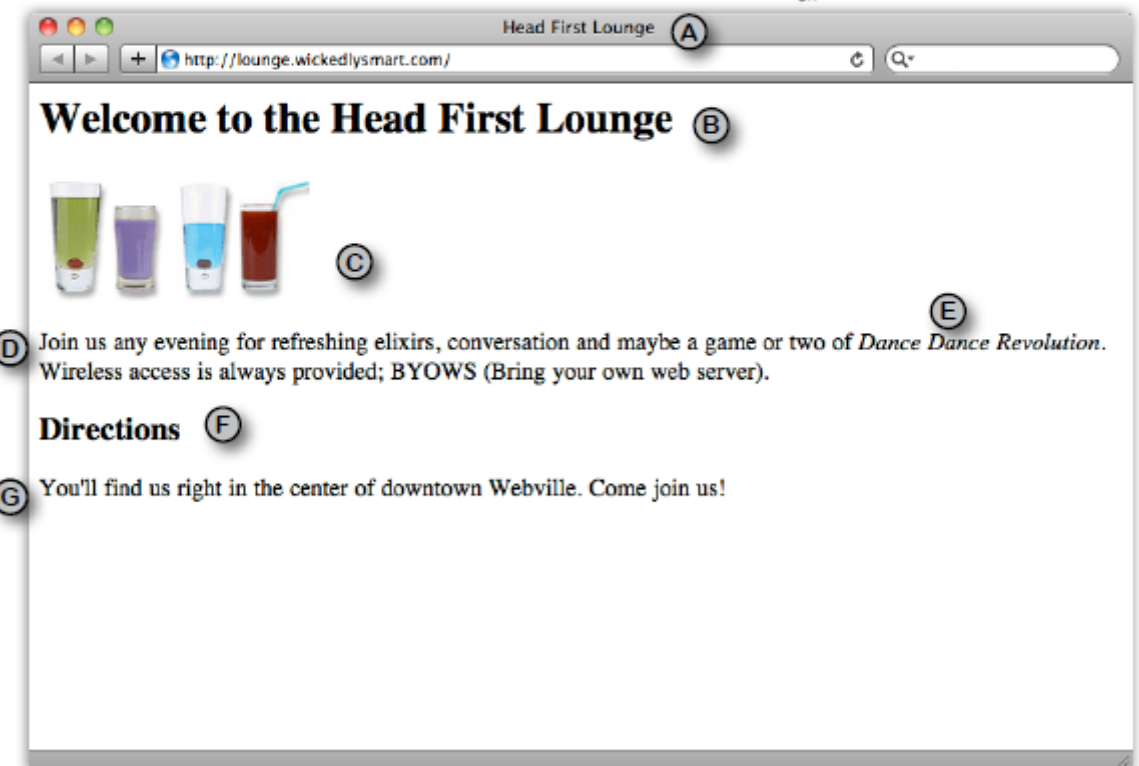 Head First Lounge A
http://lounge.wickedlysmart.com/
Welcome to the Head First Lounge B
C
E
D Join us any evening for refreshing elixirs, conversation and maybe a game or two of Dance Dance Revolution.
Wireless access is always provided; BYOWS (Bring your own web server).
Directions F
G You'll find us right in the center of downtown Webville. Come join us!